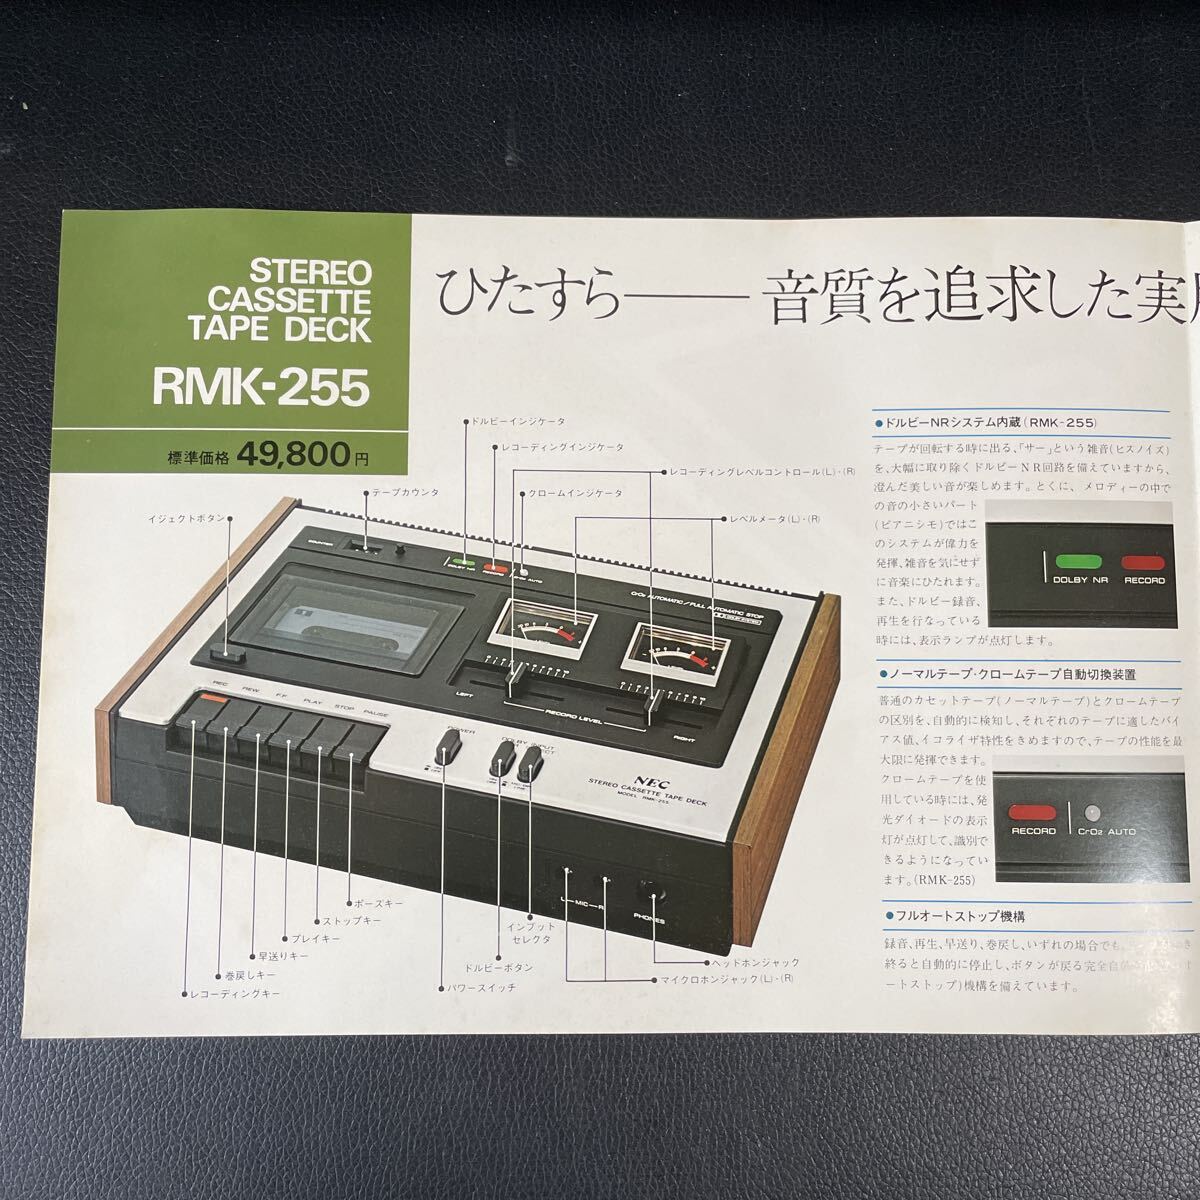 STEREO
CASSETTE
TAPE DECK
RMK-255
標準価格 49,800円
ひたすら――音質を追求した実
●ドルビーインジケータ
●レコーディングインジケータ
●レコーディングレベルコントロール(L)・(R)
●クロームインジケータ
●テープカウンタ
●レベルメータ(L)・(R)
イジェクトボタン●
COUNTER
DOLBY NR
RECORD
CrO2 AUTO
CrO2 AUTOMATIC/FULL AUTOMATIC STOP
DOLBY SYSTEM
LEFT
RECORD LEVEL
RIGHT
REC
REW
F.F
PLAY
STOP
PAUSE
POWER
DOLBY
INPUT
NEC
STEREO CASSETTE TAPE DECK
MODEL RMK-255
L-MIC-R
PHONES
●ポーズキー
●ストップキー
●プレイキー
●早送りキー
●巻戻しキー
●レコーディングキー
インプット
セレクタ
ドルビーボタン
●パワースイッチ
●ヘッドホンジャック
●マイクロホンジャック(L)・(R)
●ドルビーNRシステム内蔵(RMK-255)
テープが回転する時に出る、「サー」という雑音(ヒスノイズ)
を、大幅に取り除くドルビーNR回路を備えていますから、
澄んだ美しい音が楽しめます。とくに、メロディーの中で
の音の小さいパート
(ピアニシモ)ではこ
のシステムが偉力を
発揮、雑音を気にせず
に音楽にひたれます。
また、ドルビー録音、
再生を行なっている
時には、表示ランプが点灯します。
DOLBY NR
RECORD
●ノーマルテープ・クロームテープ自動切換装置
普通のカセットテープ(ノーマルテープ)とクロームテープ
の区別を、自動的に検知し、それぞれのテープに適したバイ
アス値、イコライザ特性をきめますので、テープの性能を最
大限に発揮できます。
クロームテープを使
用している時には、発
光ダイオードの表示
灯が点灯して、識別で
きるようになってい
ます。(RMK-255)
RECORD
CrO2 AUTO
●フルオートストップ機構
録音、再生、早送り、巻戻し、いずれの場合でも、
終ると自動的に停止し、ボタンが戻る完全自
ートストップ)機構を備えています。